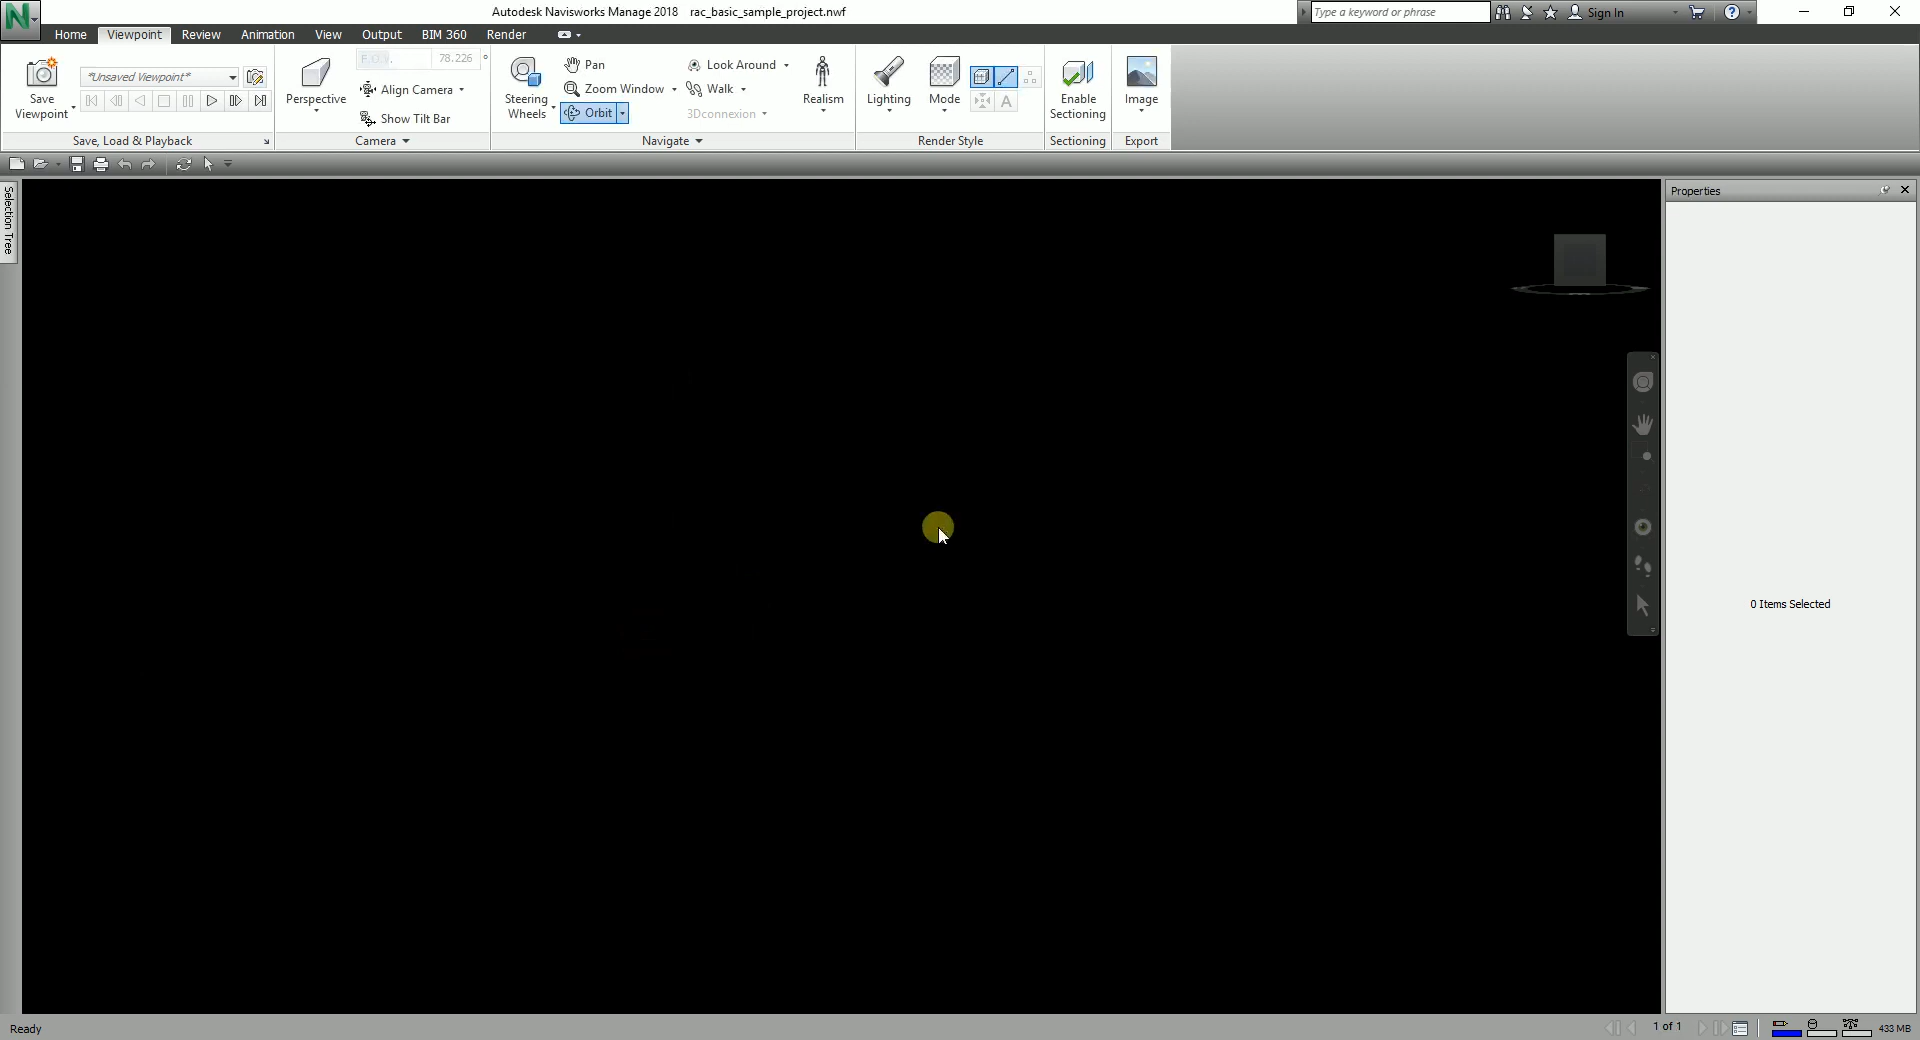 Autodesk Navisworks Manage 2018 rac_basic_sample_project.nwf
Type a keyword or phrase
Sign In
Home Viewpoint Review Animation View Output BIM 360 Render
Save Viewpoint
*Unsaved Viewpoint*
Save, Load & Playback
Perspective
F.O.V. 78.226 °
Align Camera
Show Tilt Bar
Camera
Steering Wheels
Pan
Zoom Window
Orbit
Look Around
Walk
3Dconnexion
Realism
Navigate
Lighting
Mode
Render Style
Enable Sectioning
Sectioning
Image
Export
Selection Tree
Properties
0 Items Selected
Ready
1 of 1
433 MB